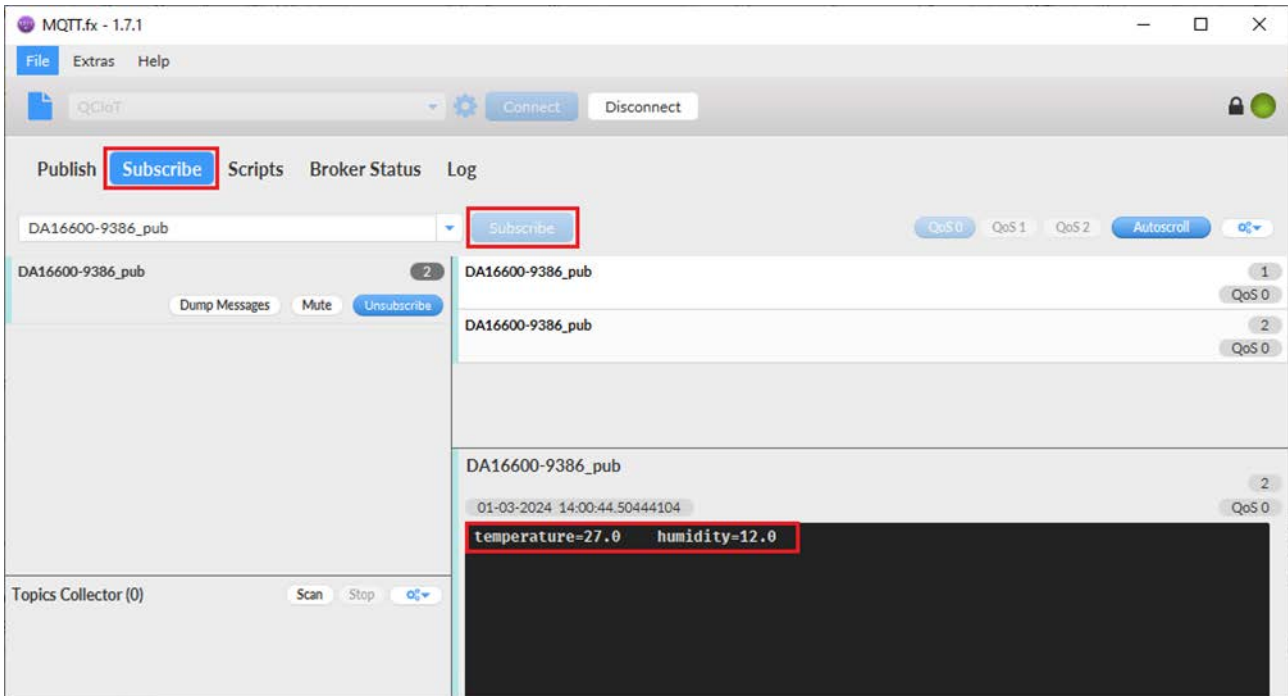 MQTT.fx - 1.7.1
File Extras Help
QCIoT Connect Disconnect
Publish Subscribe Scripts Broker Status Log
DA16600-9386_pub Subscribe QoS 0 QoS 1 QoS 2 Autoscroll
DA16600-9386_pub 2
Dump Messages Mute Unsubscribe
DA16600-9386_pub 1
QoS 0
DA16600-9386_pub 2
QoS 0
DA16600-9386_pub
2
01-03-2024 14:00:44.50444104 QoS 0
temperature=27.0 humidity=12.0
Topics Collector (0) Scan Stop